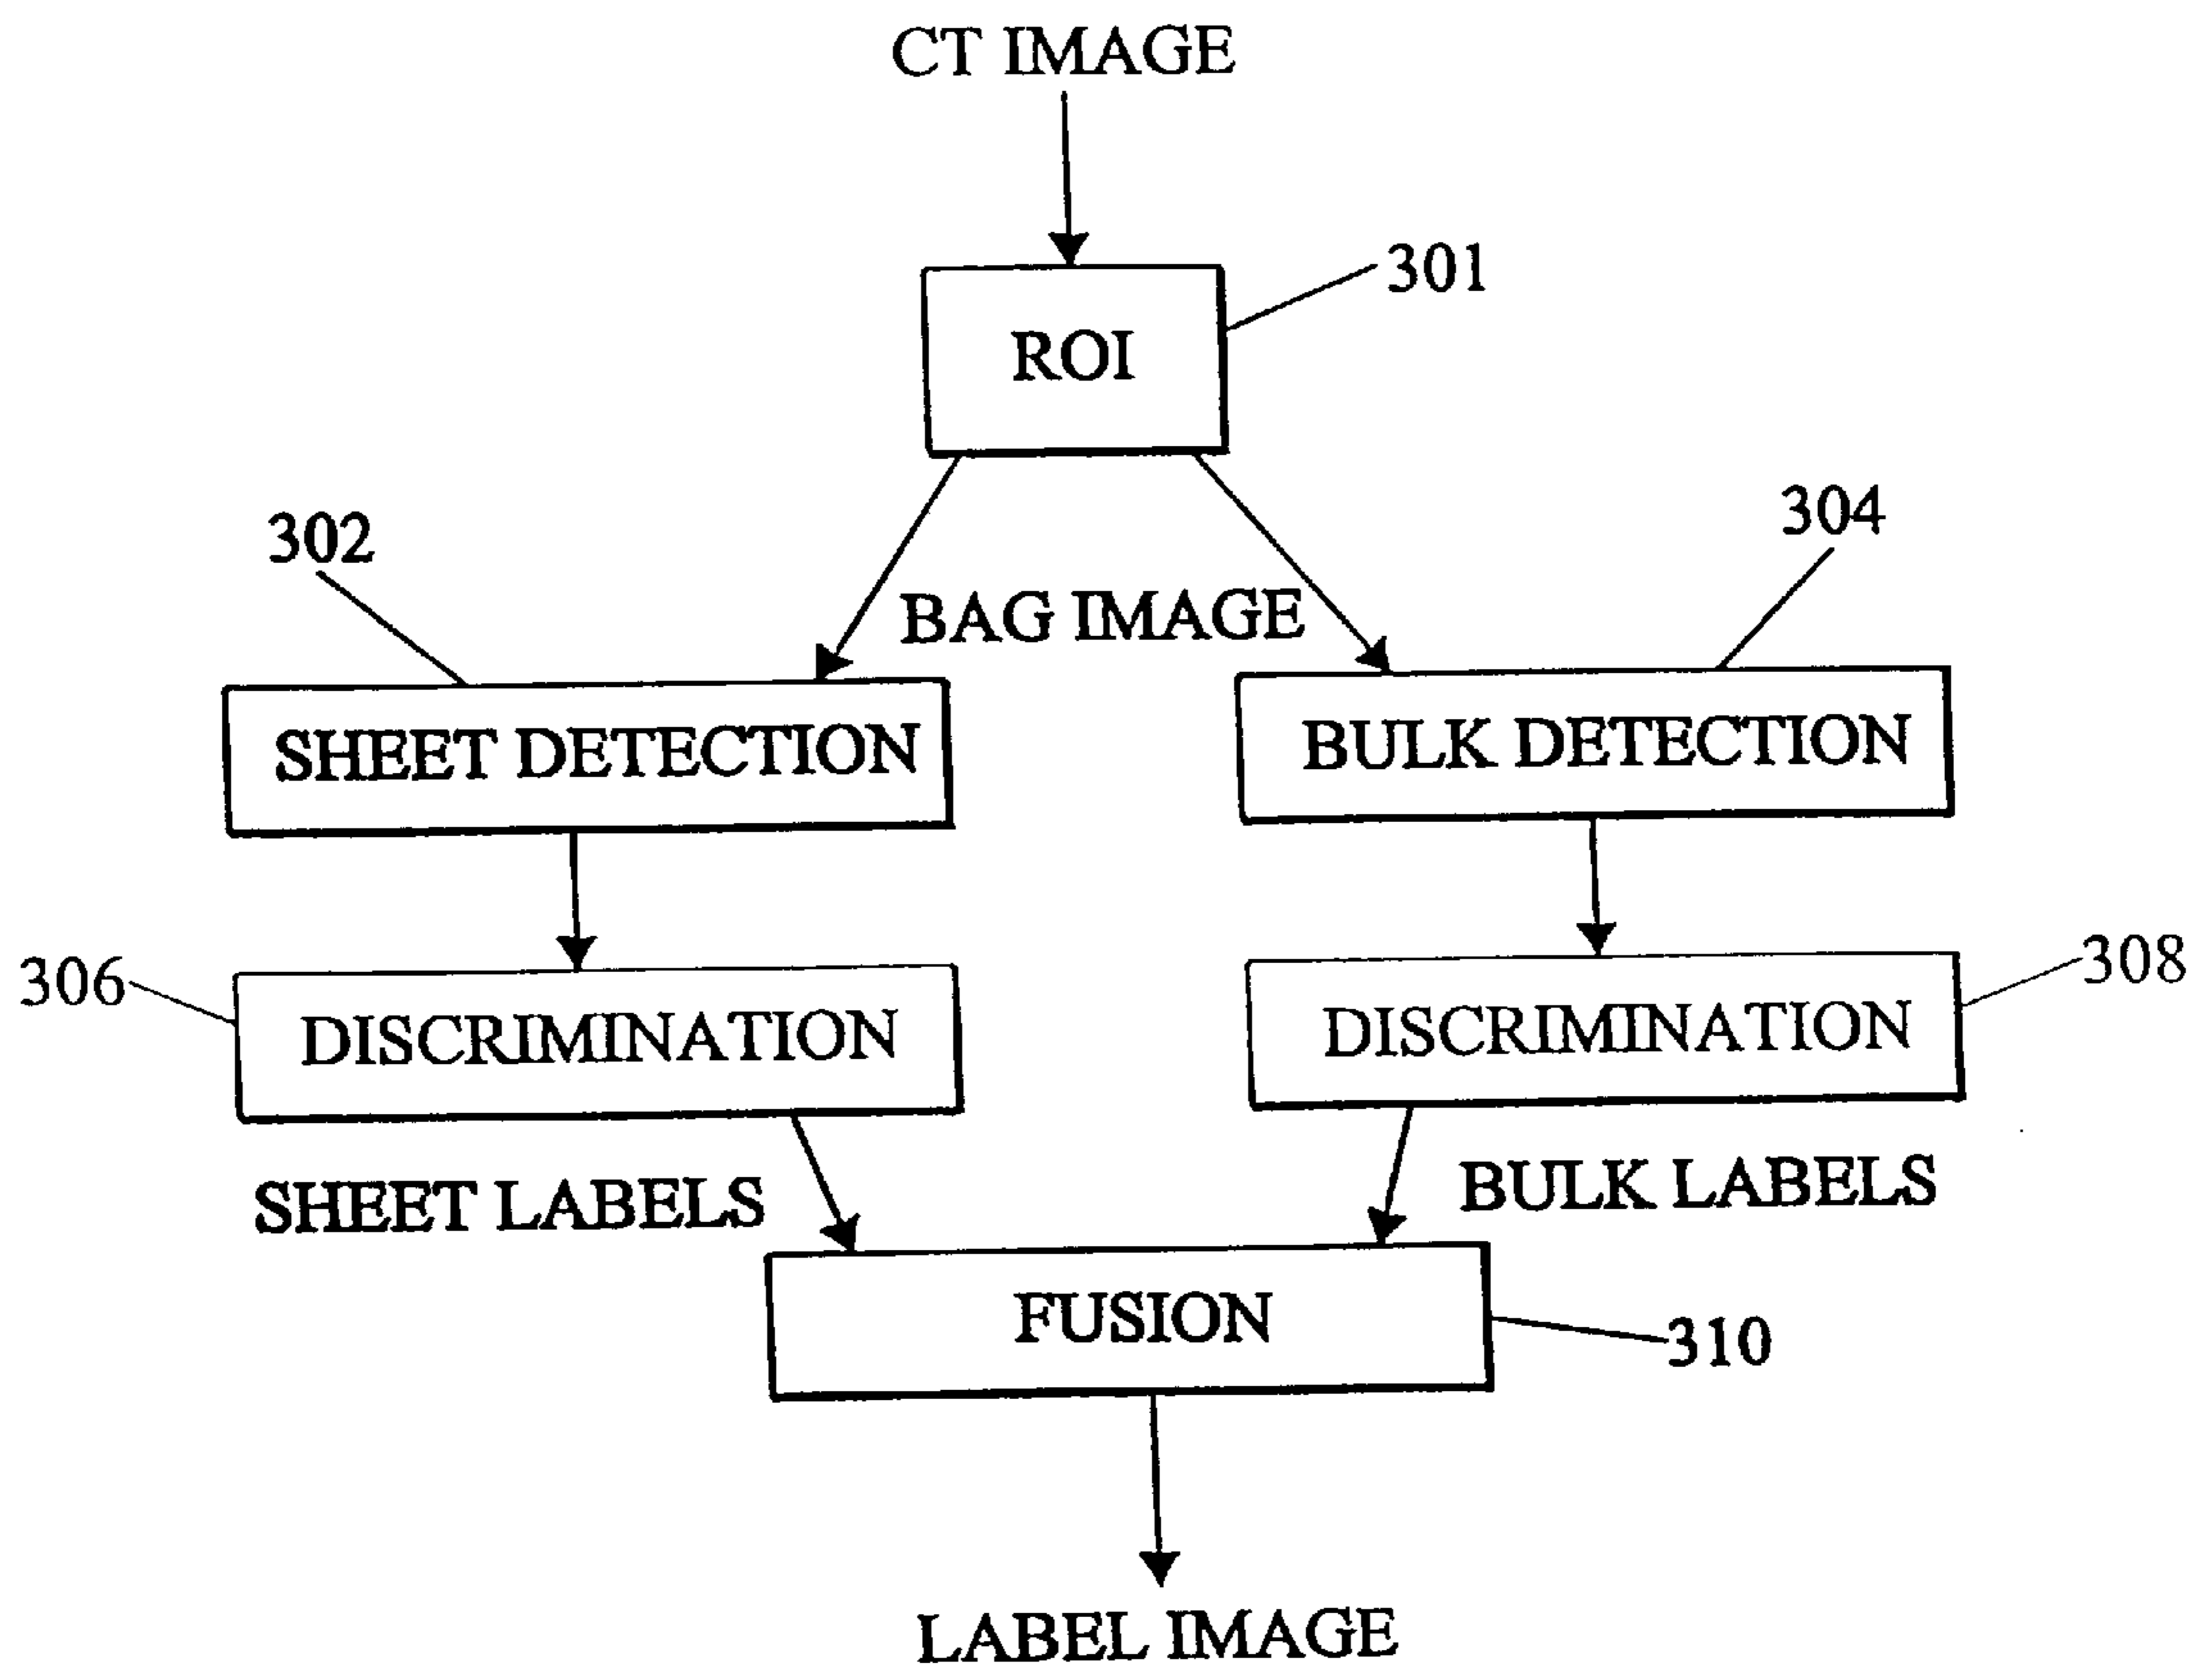 CT IMAGE
301
ROI
302
304
BAG IMAGE
SHEET DETECTION
BULK DETECTION
306
DISCRIMINATION
DISCRIMINATION
308
SHEET LABELS
BULK LABELS
FUSION
310
LABEL IMAGE